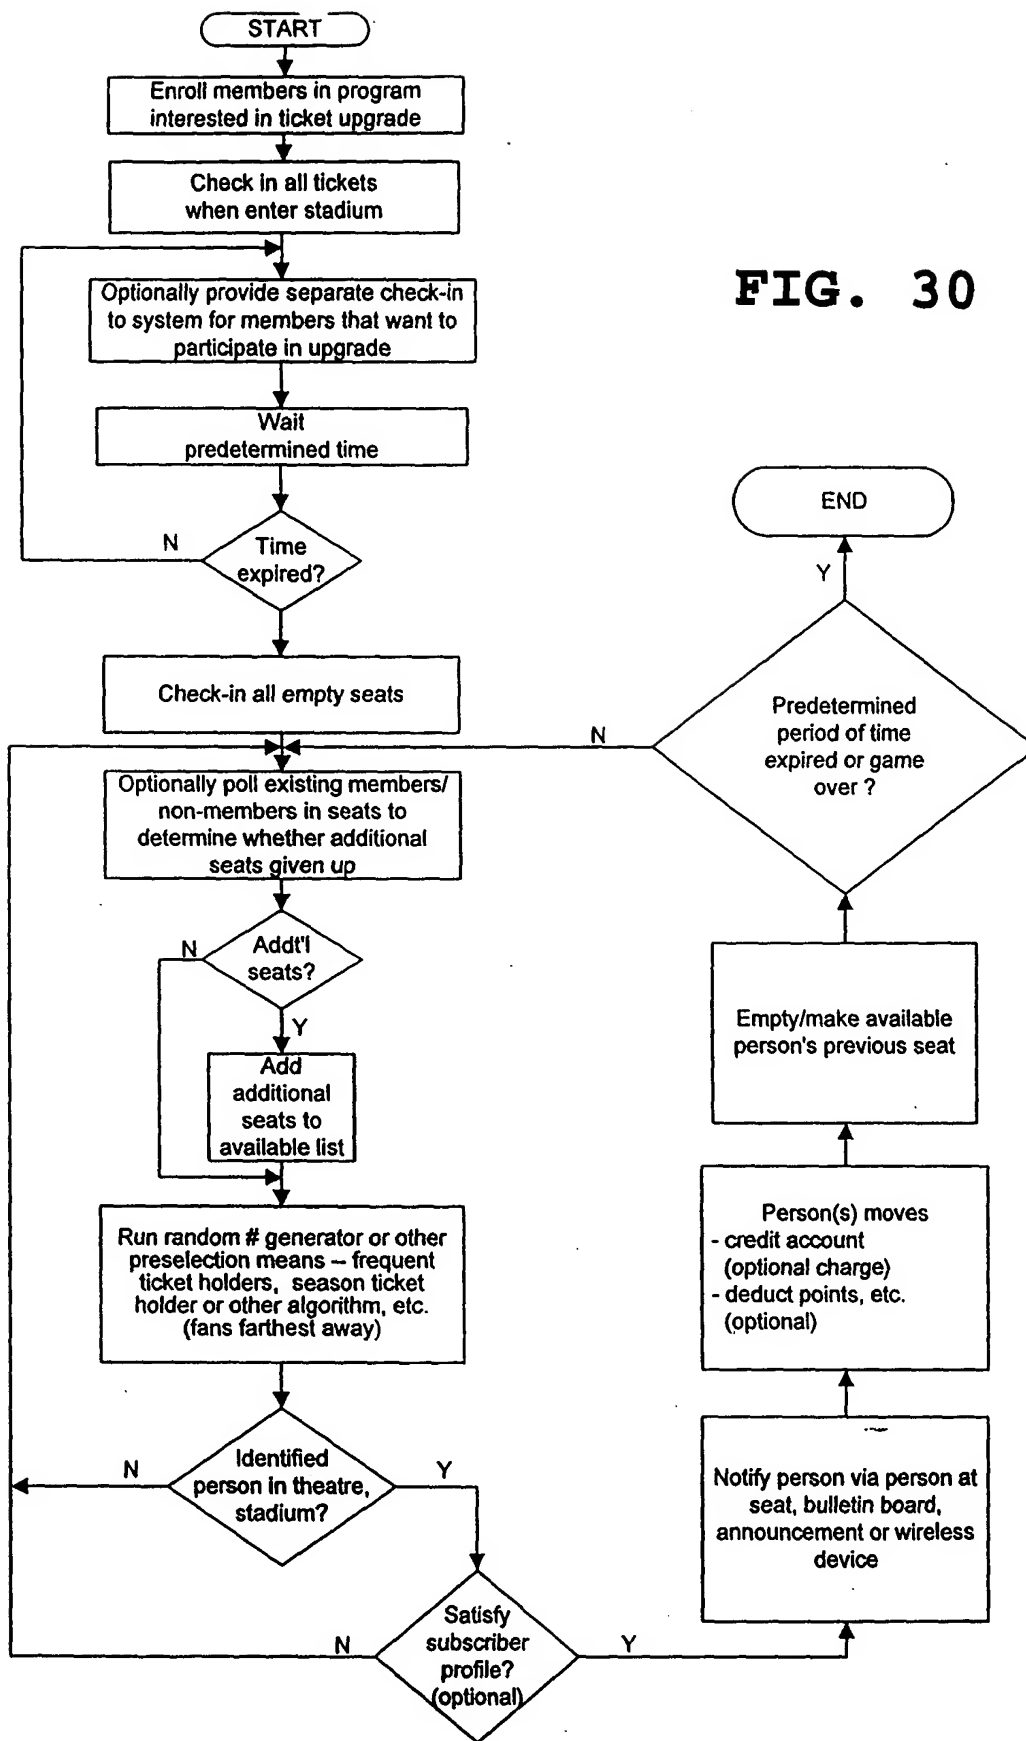 START
Enroll members in program
interested in ticket upgrade
Check in all tickets
when enter stadium
FIG. 30
Optionally provide separate check-in
to system for members that want to
participate in upgrade
Wait
predetermined time
N
Time
expired?
Check-in all empty seats
Optionally poll existing members/
non-members in seats to
determine whether additional
seats given up
N
Addt'l
seats?
Y
Add
additional
seats to
available list
Run random # generator or other
preselection means – frequent
ticket holders, season ticket
holder or other algorithm, etc.
(fans farthest away)
N
Identified
person in theatre,
stadium?
Y
N
Satisfy
subscriber
profile?
(optional)
Y
Notify person via person at
seat, bulletin board,
announcement or wireless
device
Person(s) moves
- credit account
(optional charge)
- deduct points, etc.
(optional)
Empty/make available
person's previous seat
N
Predetermined
period of time
expired or game
over ?
Y
END